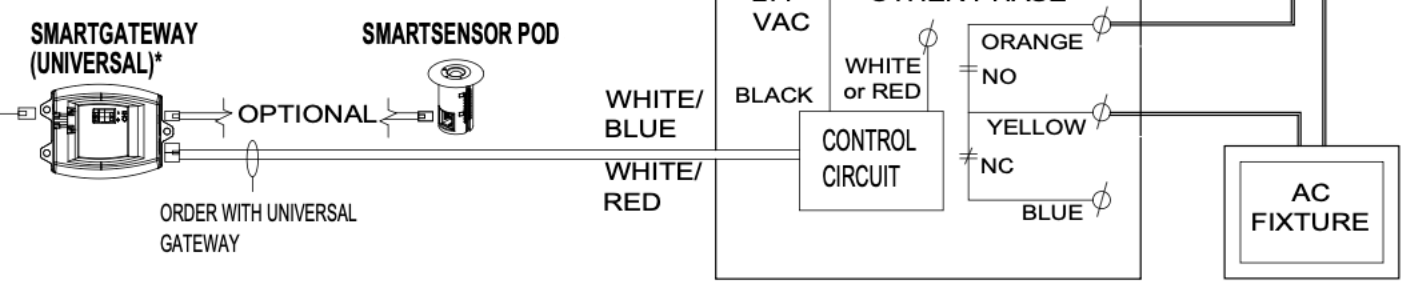 SMARTGATEWAY
(UNIVERSAL)*
SMARTSENSOR POD
OPTIONAL
ORDER WITH UNIVERSAL
GATEWAY
WHITE/
BLUE
WHITE/
RED
VAC
BLACK
WHITE
or RED
CONTROL
CIRCUIT
ORANGE
NO
YELLOW
NC
BLUE
AC
FIXTURE